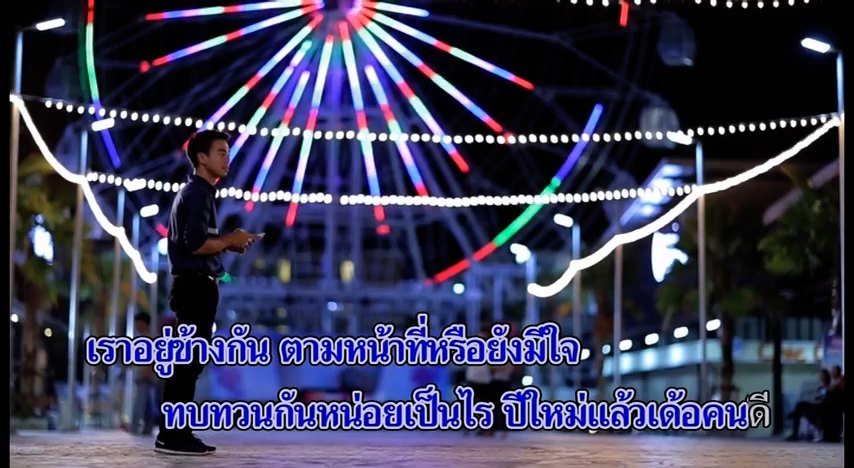 เราอยู่ข้างกัน ตามหน้าที่หรือยังมีใจ
ทบทวนกันหน่อยเป็นไร ปีใหม่แล้วเด้อคนดี